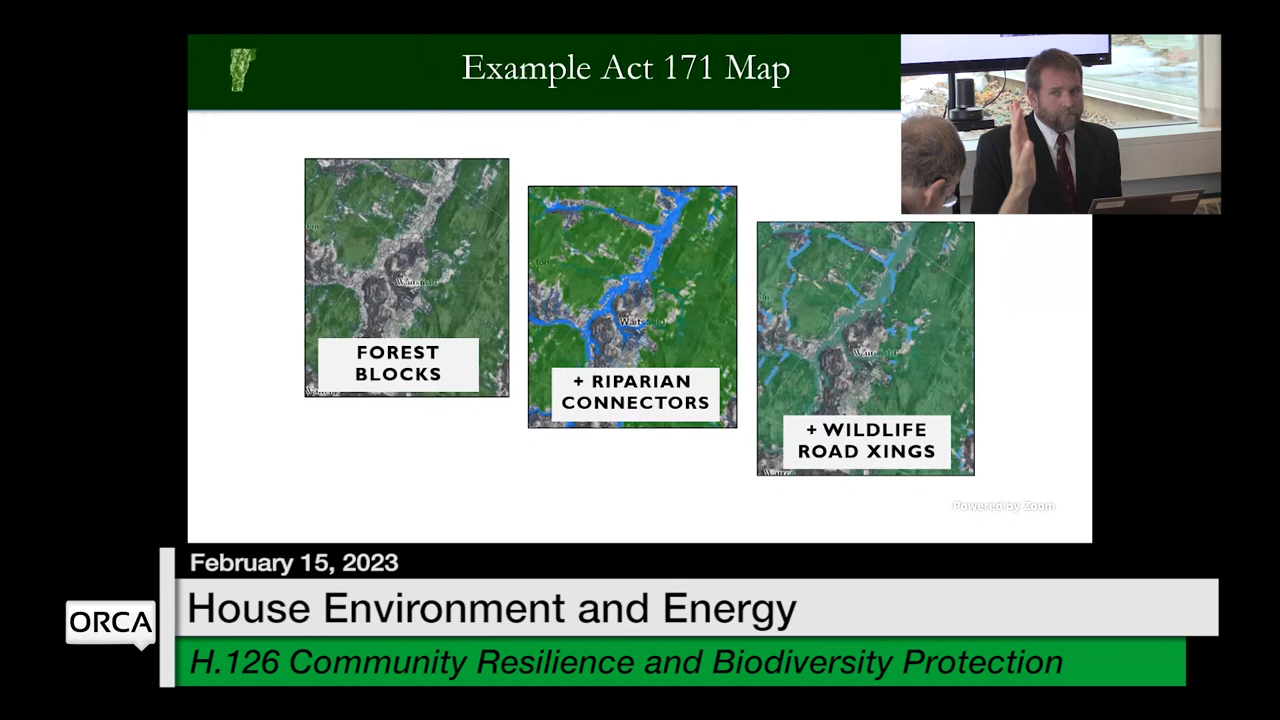 Example Act 171 Map
FOREST
BLOCKS
+ RIPARIAN
CONNECTORS
+ WILDLIFE
ROAD XINGS
Powered by Zoom
February 15, 2023
ORCA
House Environment and Energy
H.126 Community Resilience and Biodiversity Protection